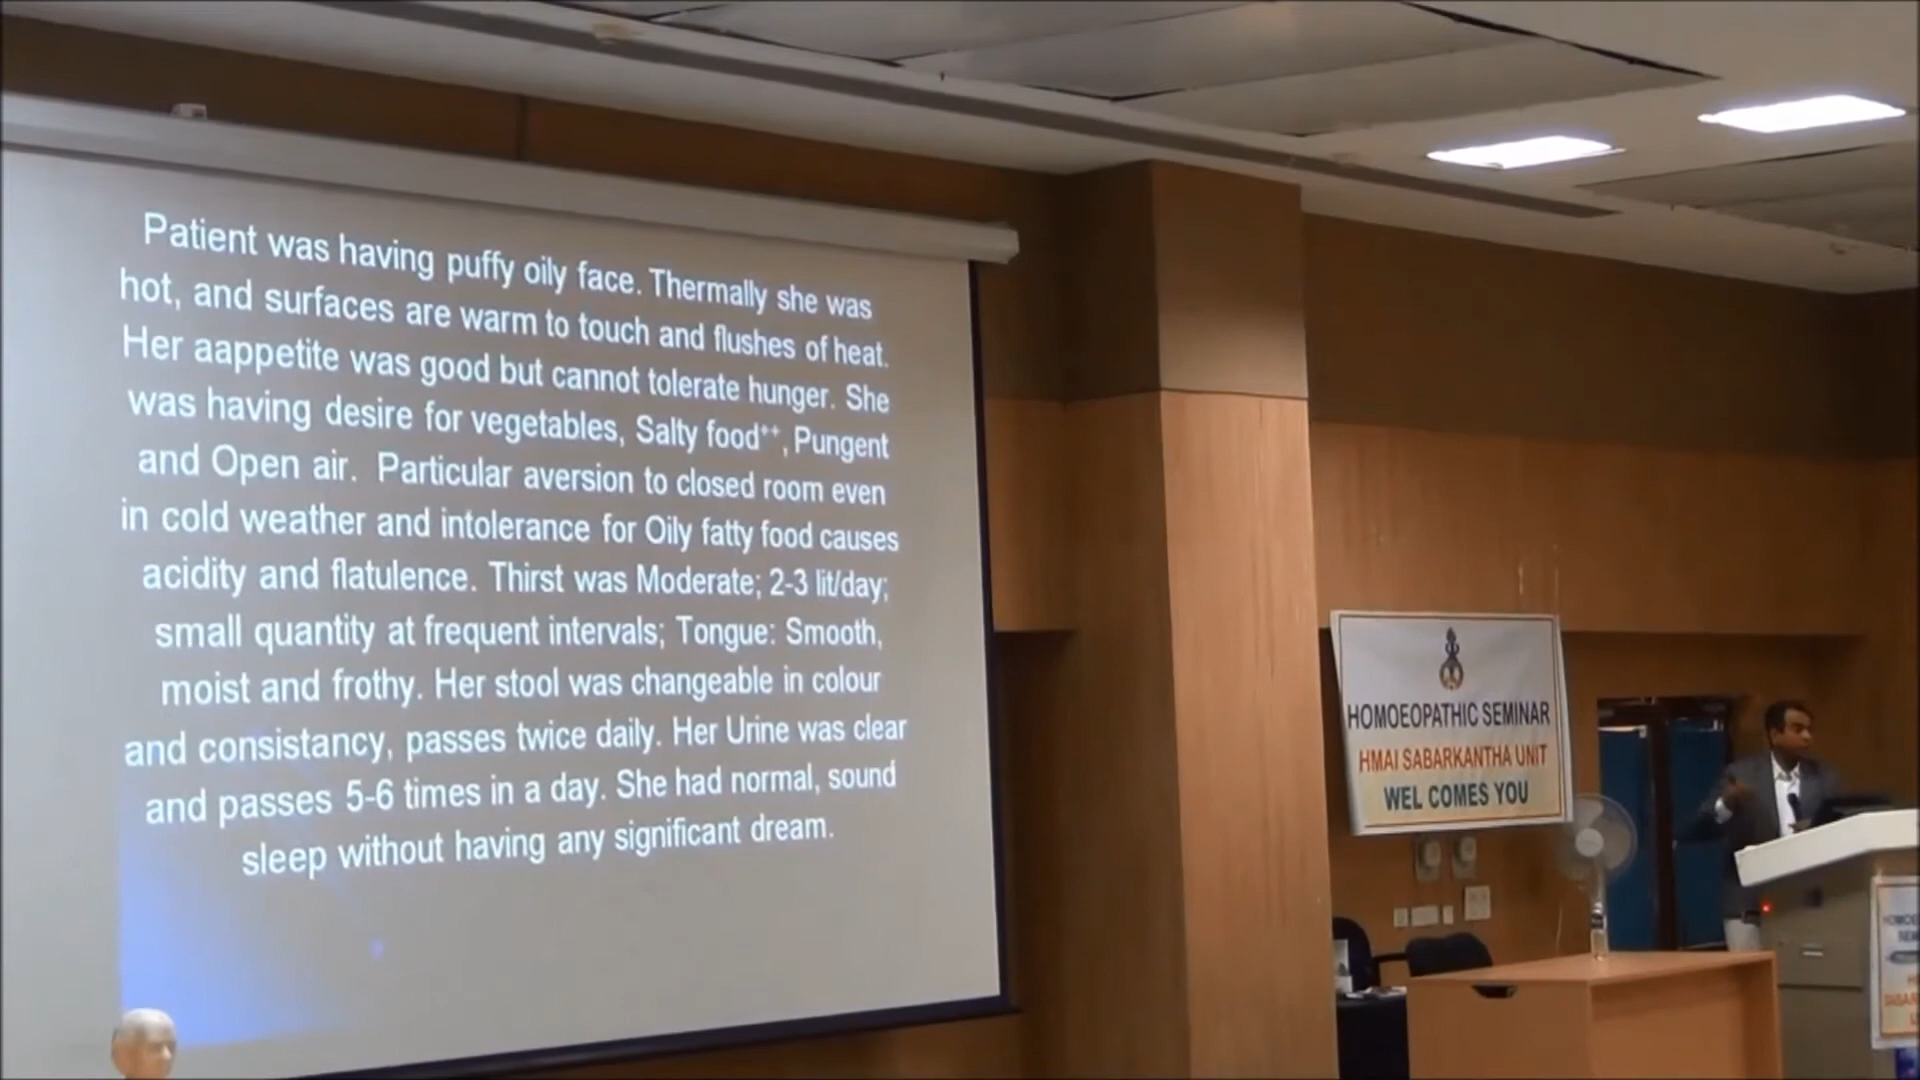 Patient was having puffy oily face. Thermally she was
hot, and surfaces are warm to touch and flushes of heat.
Her aappetite was good but cannot tolerate hunger. She
was having desire for vegetables, Salty food++, Pungent
and Open air. Particular aversion to closed room even
in cold weather and intolerance for Oily fatty food causes
acidity and flatulence. Thirst was Moderate; 2-3 lit/day;
small quantity at frequent intervals; Tongue: Smooth,
moist and frothy. Her stool was changeable in colour
and consistancy, passes twice daily. Her Urine was clear
and passes 5-6 times in a day. She had normal, sound
sleep without having any significant dream.
HOMOEOPATHIC SEMINAR
HMAI SABARKANTHA UNIT
WEL COMES YOU